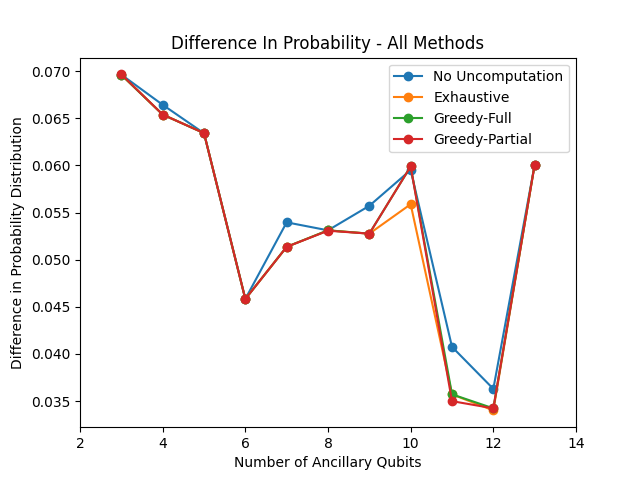 Difference In Probability - All Methods
Difference in Probability Distribution
0.070
0.065
0.060
0.055
0.050
0.045
0.040
0.035
No Uncomputation
Exhaustive
Greedy-Full
Greedy-Partial
2 4 6 8 10 12 14
Number of Ancillary Qubits